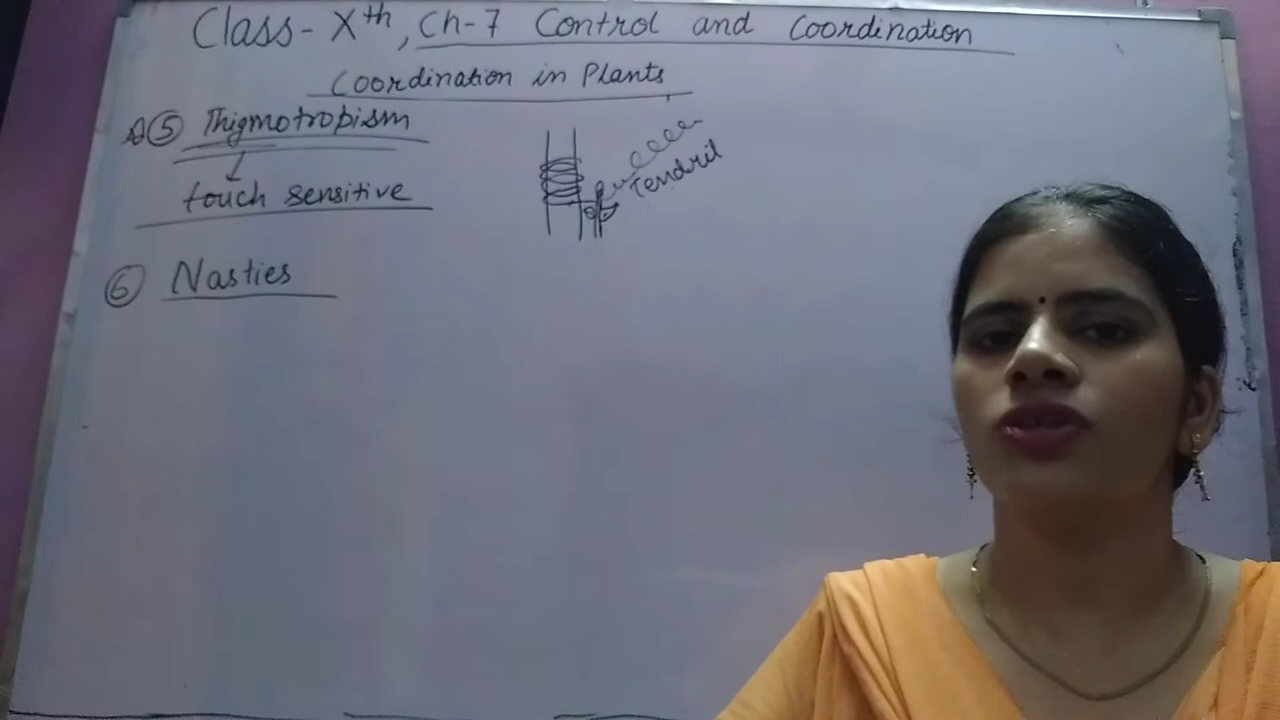 Class-Xth, Ch-7 Control and Coordination
Coordination in Plants
⑤ Thigmotropism
touch sensitive
Tendril
⑥ Nasties